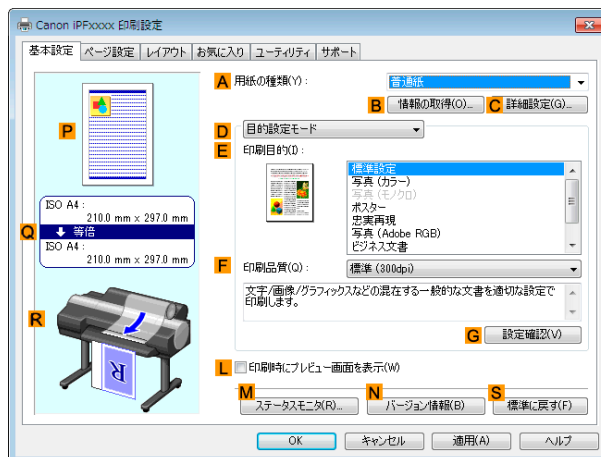 Canon iPFxxxx 印刷設定
基本設定 ページ設定 レイアウト お気に入り ユーティリティ サポート
A 用紙の種類(Y): 普通紙
B 情報の取得(O)... C 詳細設定(G)...
P
D 目的設定モード
E 印刷目的(I):
標準設定
写真 (カラー)
写真 (モノクロ)
ポスター
忠実再現
写真 (Adobe RGB)
ビジネス文書
ISO A4 :
210.0 mm x 297.0 mm
Q 等倍
ISO A4 :
210.0 mm x 297.0 mm
F 印刷品質(Q): 標準 (300dpi)
文字/画像/グラフィックスなどの混在する一般的な文書を適切な設定で
印刷します。
R
R
G 設定確認(V)
L 印刷時にプレビュー画面を表示(W)
M ステータスモニタ(R)... N バージョン情報(B) S 標準に戻す(F)
OK キャンセル 適用(A) ヘルプ